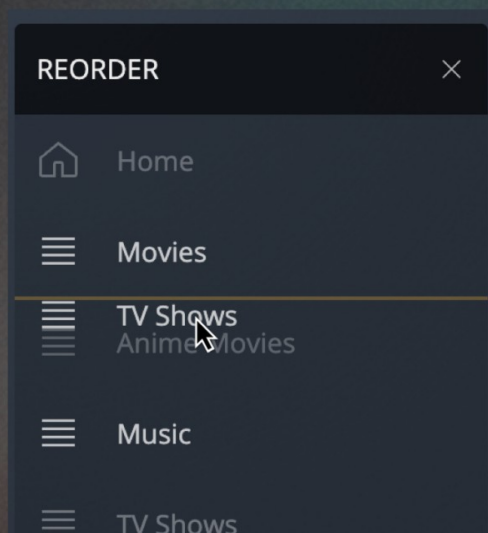 REORDER
Home
Movies
TV Shows
Anime Movies
Music
TV Shows